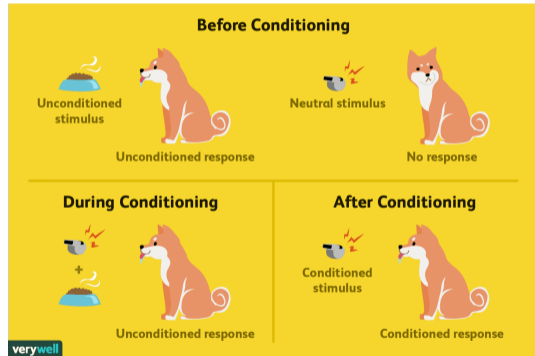 Before Conditioning
Unconditioned
stimulus
Unconditioned response
Neutral stimulus
No response
During Conditioning
+
Unconditioned response
After Conditioning
Conditioned
stimulus
Conditioned response
verywell